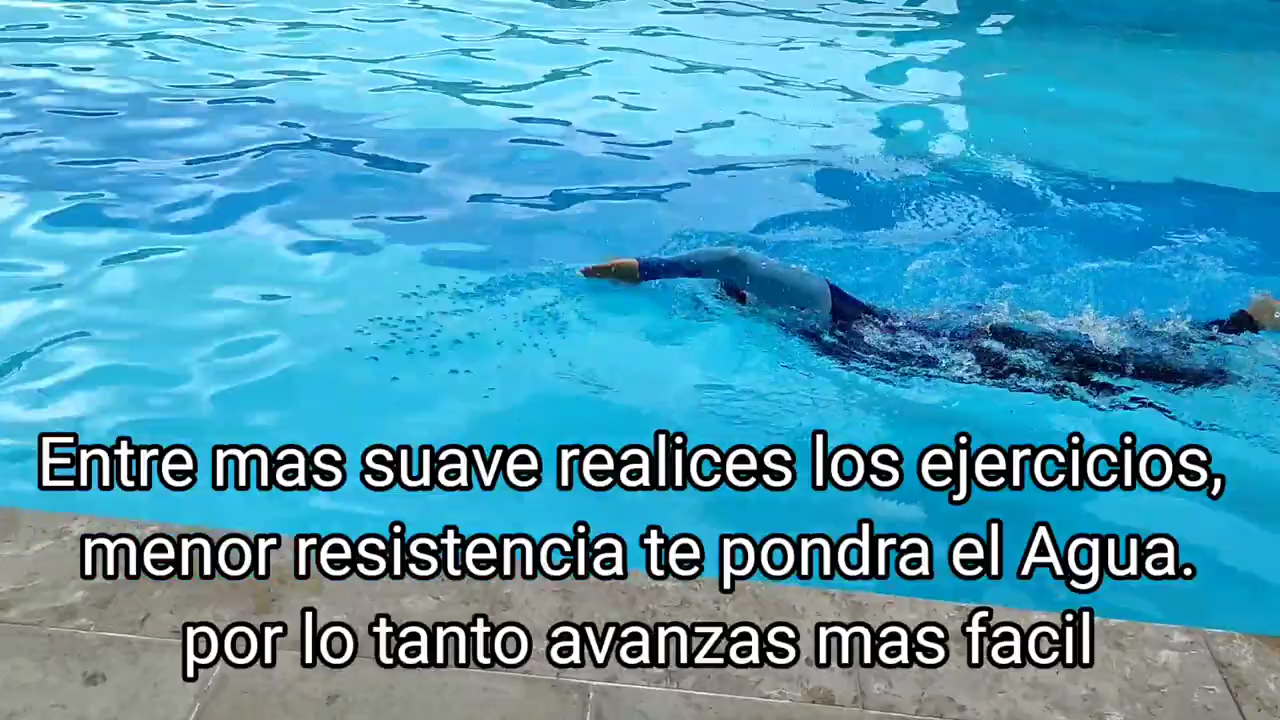 Entre mas suave realices los ejercicios,
menor resistencia te pondra el Agua.
por lo tanto avanzas mas facil